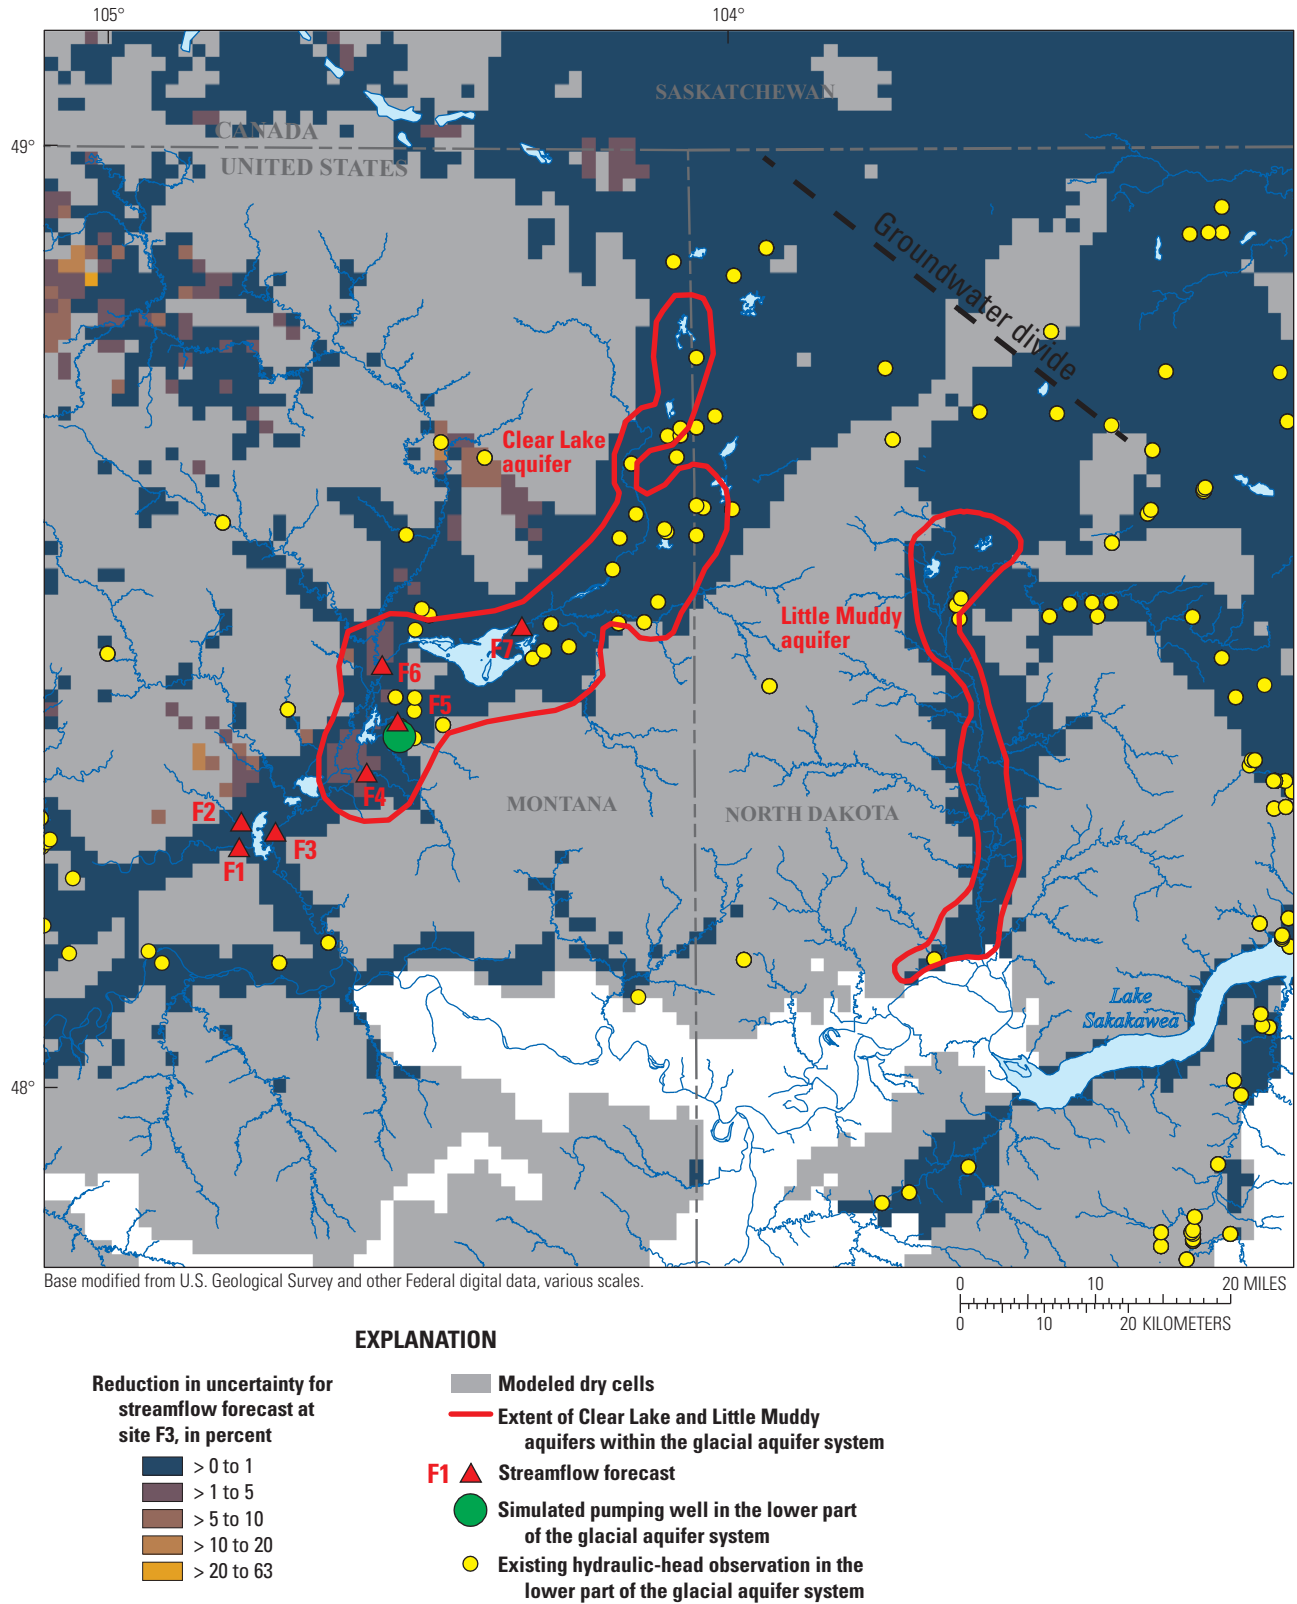 105°
104°
SASKATCHEWAN
49°
CANADA
UNITED STATES
Groundwater divide
Clear Lake
aquifer
Little Muddy
aquifer
F7
F6
F5
F4
F2
F3
F1
MONTANA
NORTH DAKOTA
Lake
Sakakawea
48°
Base modified from U.S. Geological Survey and other Federal digital data, various scales.
0 10 20 MILES
0 10 20 KILOMETERS
EXPLANATION
Reduction in uncertainty for
streamflow forecast at
site F3, in percent
> 0 to 1
> 1 to 5
> 5 to 10
> 10 to 20
> 20 to 63
Modeled dry cells
Extent of Clear Lake and Little Muddy
aquifers within the glacial aquifer system
F1 Streamflow forecast
Simulated pumping well in the lower part
of the glacial aquifer system
Existing hydraulic-head observation in the
lower part of the glacial aquifer system